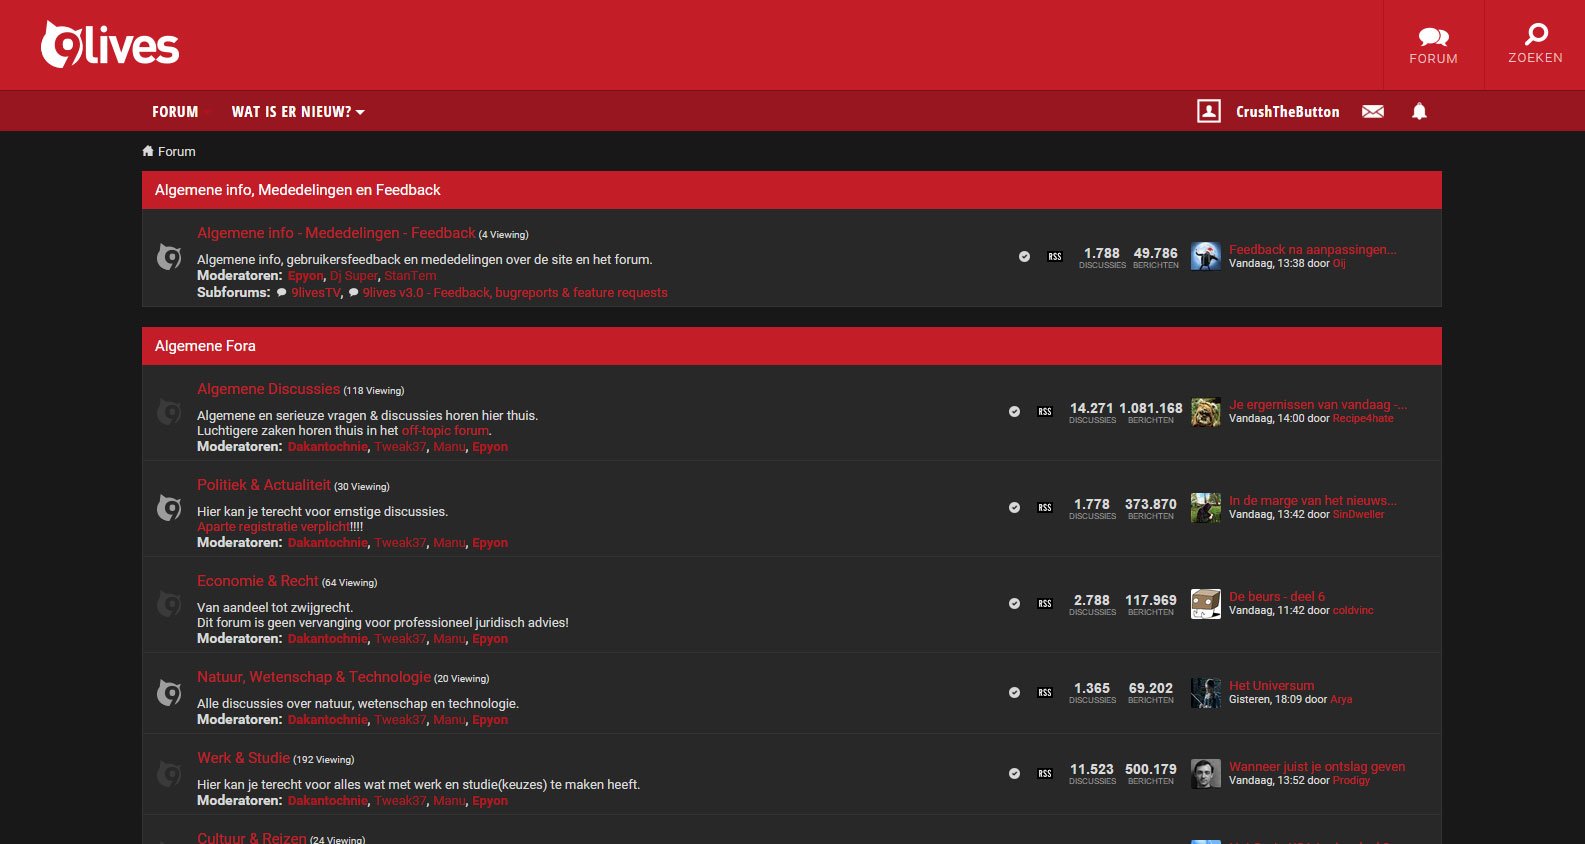 9lives
FORUM
ZOEKEN
FORUM
WAT IS ER NIEUW?
CrushTheButton
Forum
Algemene info, Mededelingen en Feedback
Algemene info - Mededelingen - Feedback (4 Viewing)
Algemene info, gebruikersfeedback en mededelingen over de site en het forum.
Moderatoren: Epyon, Dj Super, StanTem
Subforums: 9livesTV, 9lives v3.0 - Feedback, bugreports & feature requests
RSS
1.788 49.786
DISCUSSIES BERICHTEN
Feedback na aanpassingen...
Vandaag, 13:38 door Oij
Algemene Fora
Algemene Discussies (118 Viewing)
Algemene en serieuze vragen & discussies horen hier thuis.
Luchtigere zaken horen thuis in het off-topic forum.
Moderatoren: Dakantochnie, Tweak37, Manu, Epyon
RSS
14.271 1.081.168
DISCUSSIES BERICHTEN
Je ergernissen van vandaag -...
Vandaag, 14:00 door Recipe4hate
Politiek & Actualiteit (30 Viewing)
Hier kan je terecht voor ernstige discussies.
Aparte registratie verplicht!!!!
Moderatoren: Dakantochnie, Tweak37, Manu, Epyon
RSS
1.778 373.870
DISCUSSIES BERICHTEN
In de marge van het nieuws...
Vandaag, 13:42 door SinDweller
Economie & Recht (64 Viewing)
Van aandeel tot zwijgrecht.
Dit forum is geen vervanging voor professioneel juridisch advies!
Moderatoren: Dakantochnie, Tweak37, Manu, Epyon
RSS
2.788 117.969
DISCUSSIES BERICHTEN
De beurs - deel 6
Vandaag, 11:42 door coldvinc
Natuur, Wetenschap & Technologie (20 Viewing)
Alle discussies over natuur, wetenschap en technologie.
Moderatoren: Dakantochnie, Tweak37, Manu, Epyon
RSS
1.365 69.202
DISCUSSIES BERICHTEN
Het Universum
Gisteren, 18:09 door Arya
Werk & Studie (192 Viewing)
Hier kan je terecht voor alles wat met werk en studie(keuzes) te maken heeft.
Moderatoren: Dakantochnie, Tweak37, Manu, Epyon
RSS
11.523 500.179
DISCUSSIES BERICHTEN
Wanneer juist je ontslag geven
Vandaag, 13:52 door Prodigy
Cultuur & Reizen (24 Viewing)